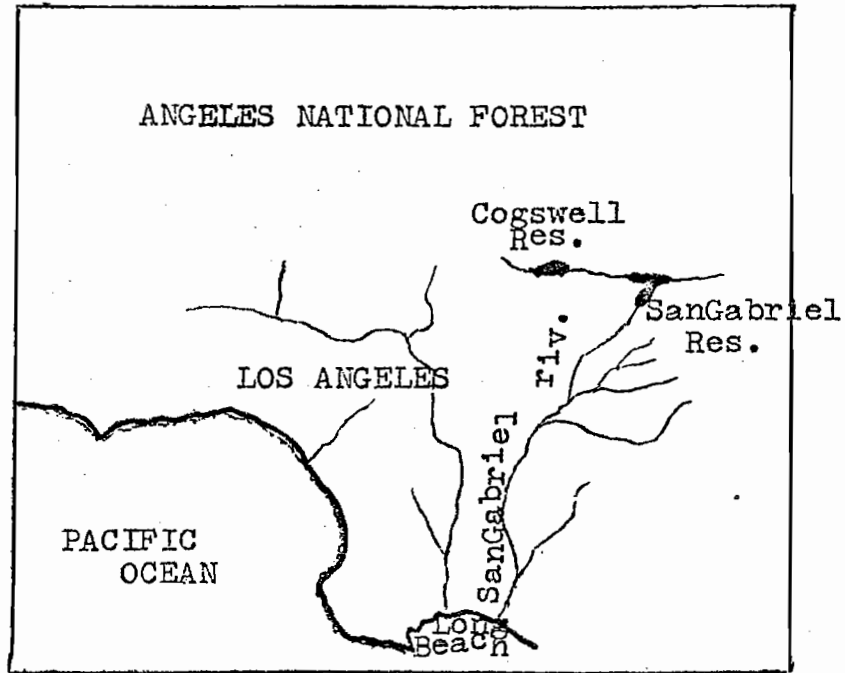 ANGELES NATIONAL FOREST
Cogswell
Res.
SanGabriel
Res.
LOS ANGELES
SanGabriel riv.
PACIFIC
OCEAN
Long
Beach